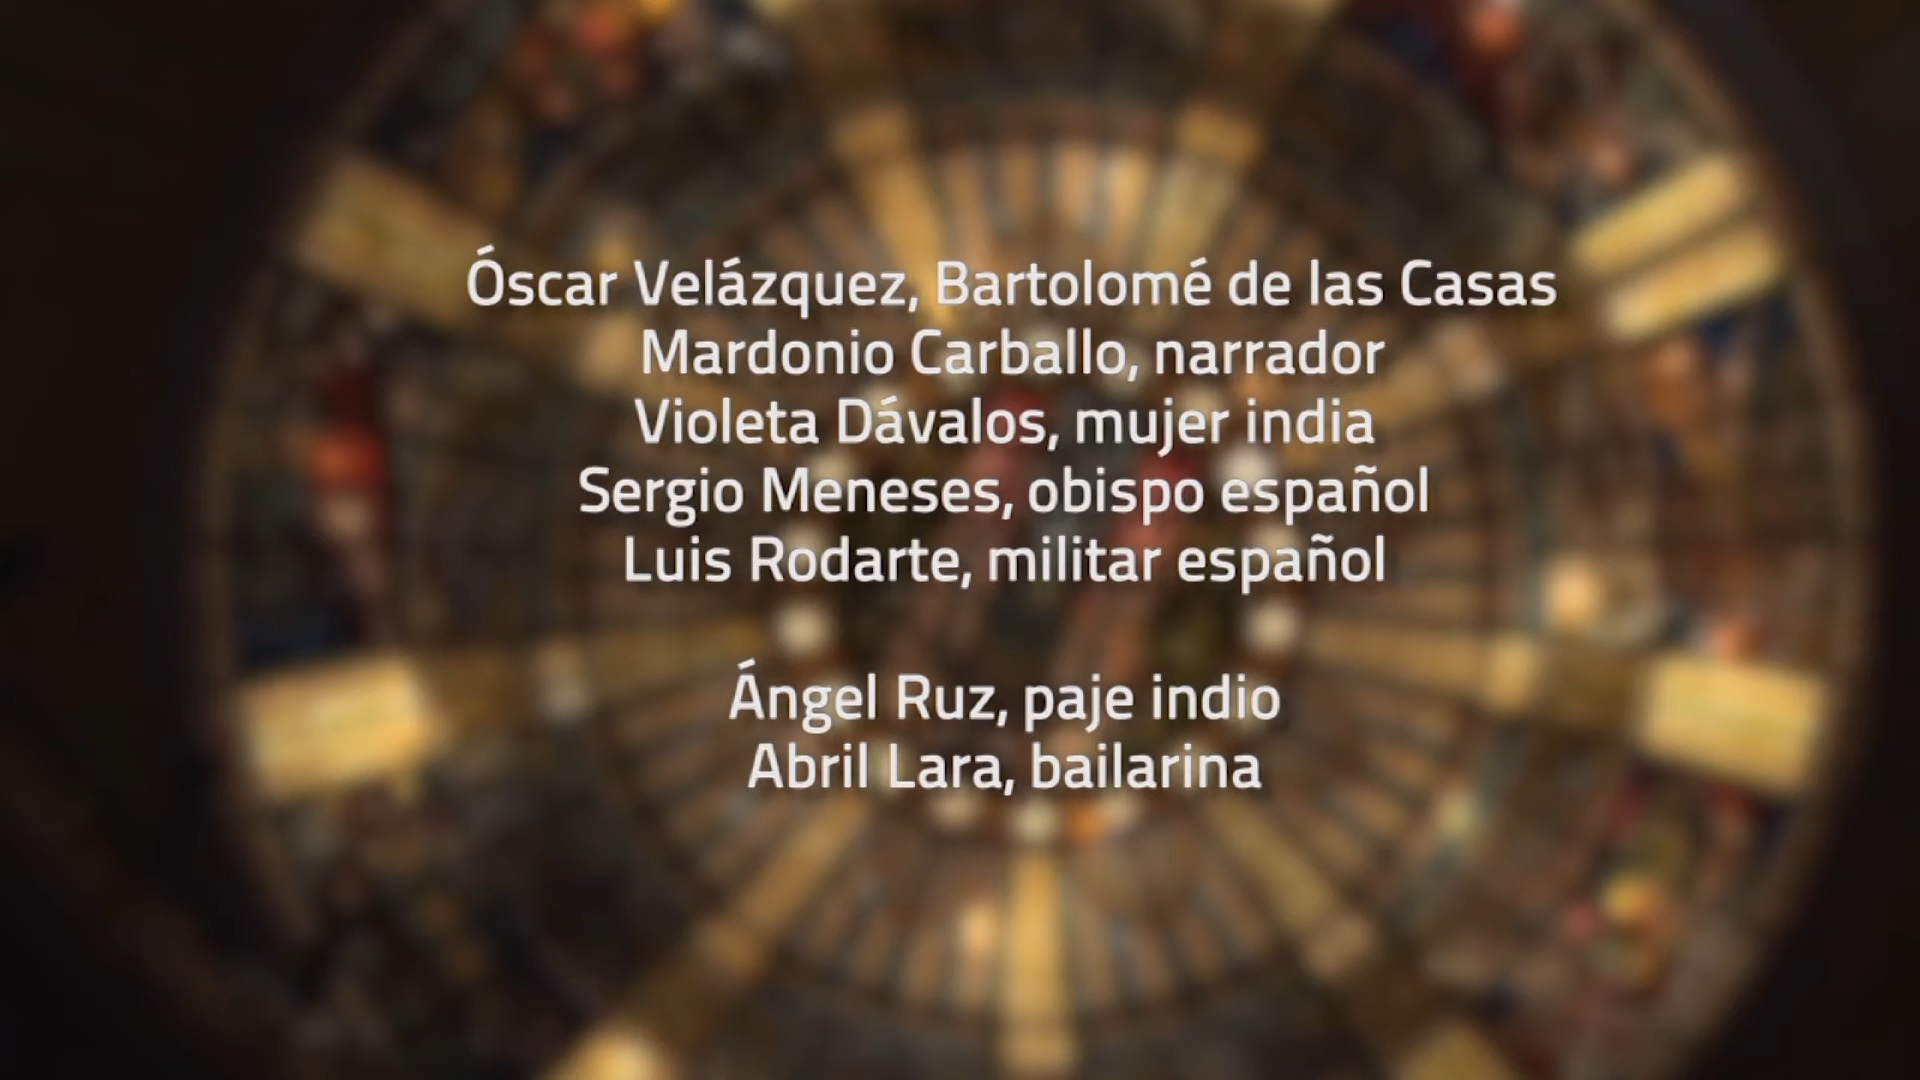 Óscar Velázquez, Bartolomé de las Casas
Mardonio Carballo, narrador
Violeta Dávalos, mujer india
Sergio Meneses, obispo español
Luis Rodarte, militar español
Ángel Ruz, paje indio
Abril Lara, bailarina